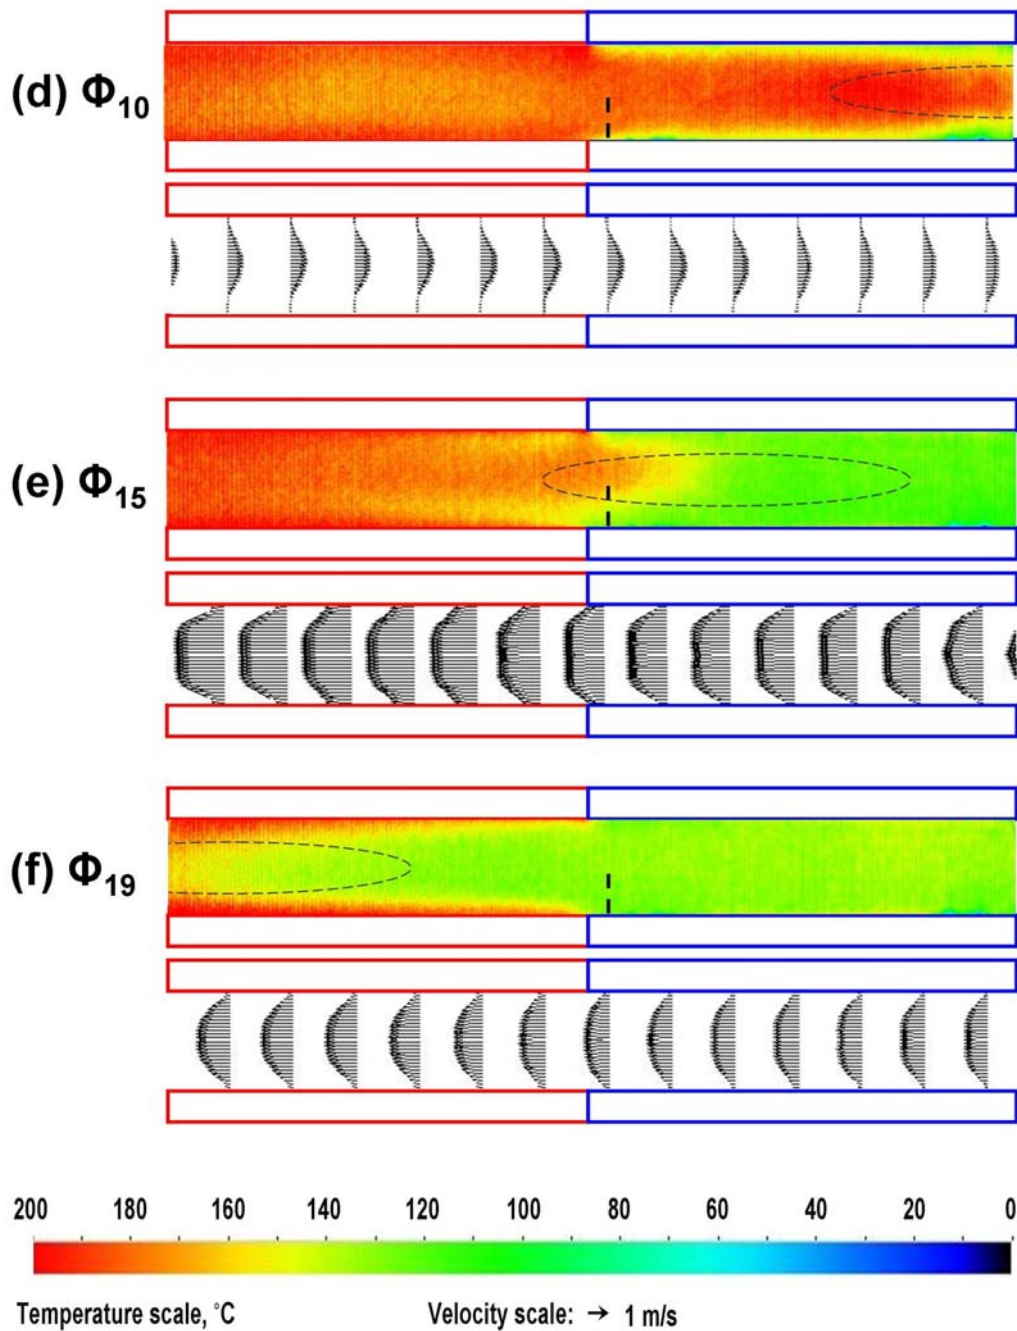 (d) Φ10
(e) Φ15
(f) Φ19
200 180 160 140 120 100 80 60 40 20 0
Temperature scale, °C Velocity scale: → 1 m/s